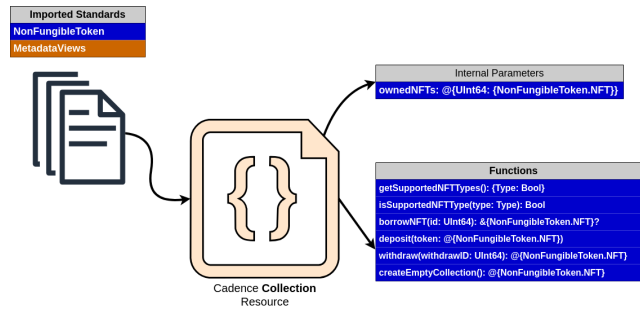 Imported Standards
NonFungibleToken
MetadataViews
Internal Parameters
ownedNFTs: @{UInt64: {NonFungibleToken.NFT}}
{ }
Cadence Collection
Resource
Functions
getSupportedNFTTypes(): {Type: Bool}
isSupportedNFTType(type: Type): Bool
borrowNFT(id: UInt64): &{NonFungibleToken.NFT}?
deposit(token: @{NonFungibleToken.NFT})
withdraw(withdrawID: UInt64): @{NonFungibleToken.NFT}
createEmptyCollection(): @{NonFungibleToken.NFT}